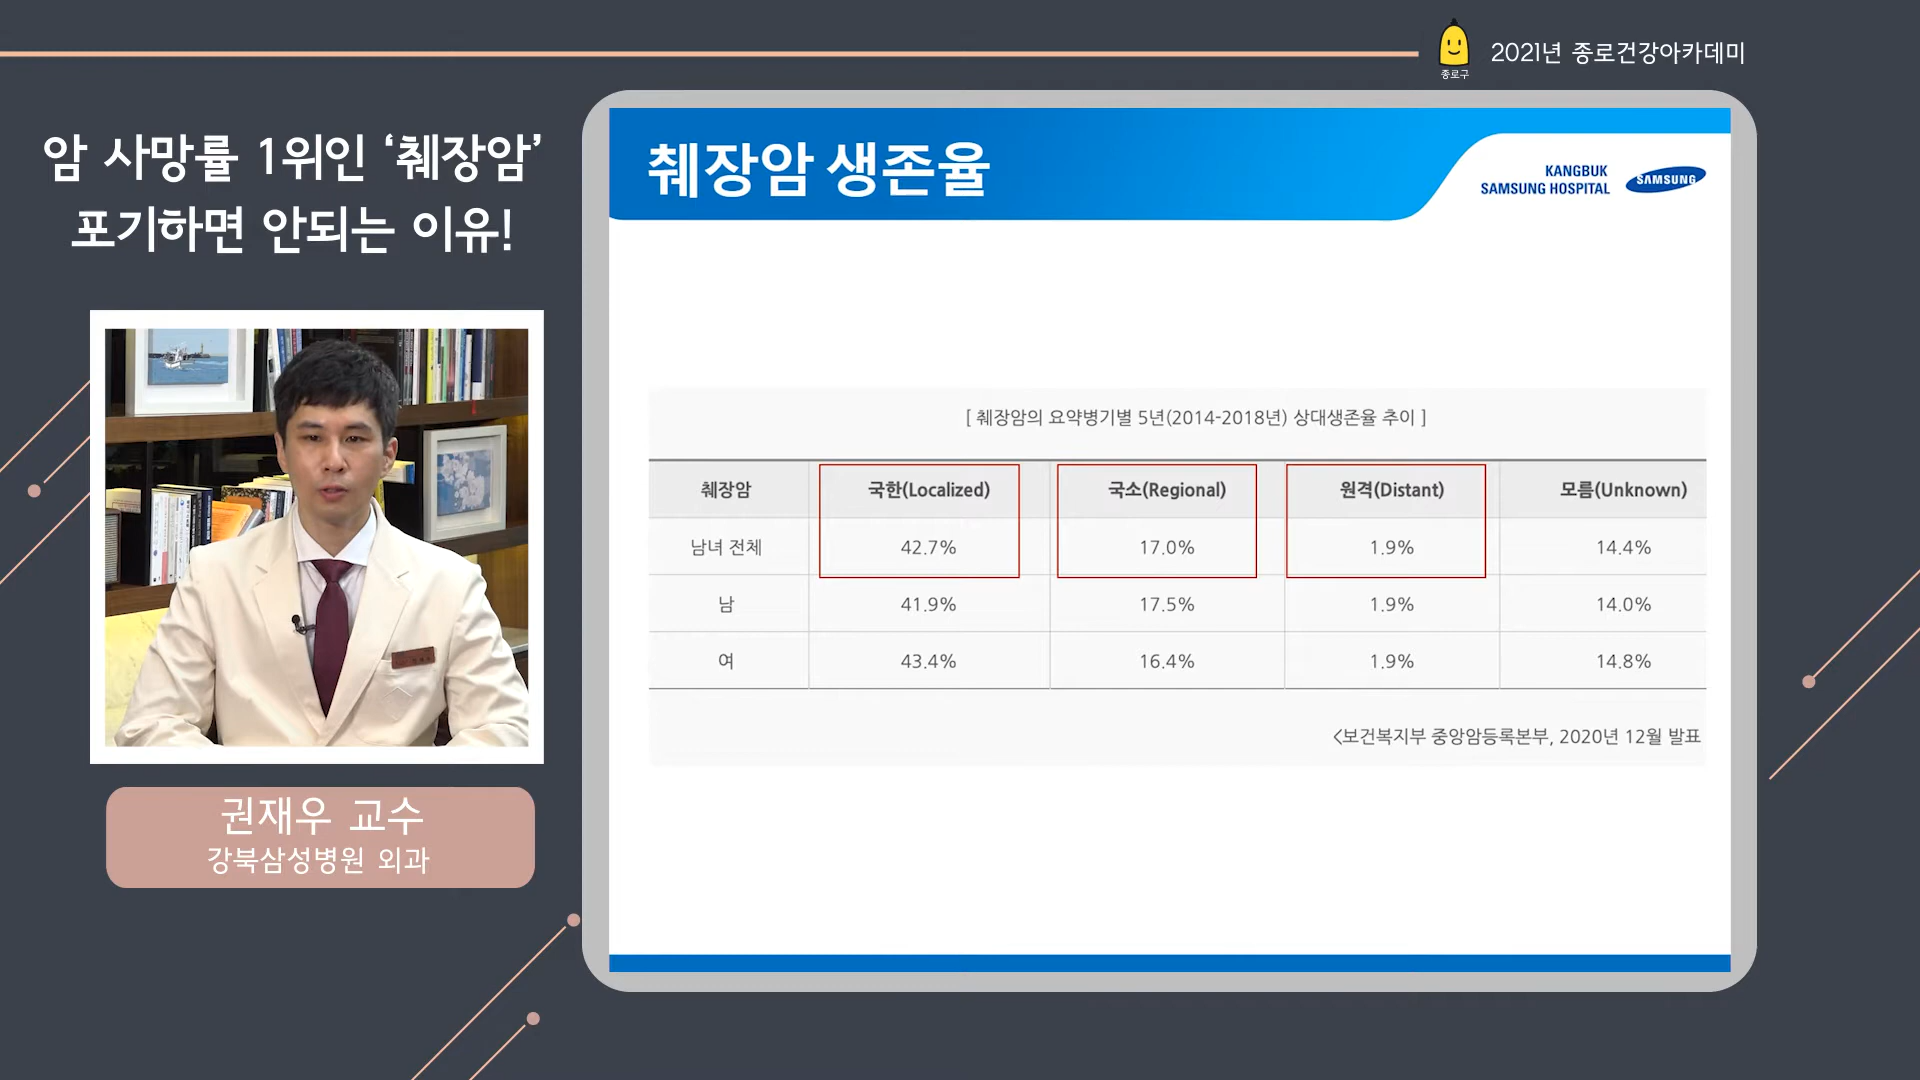 종로구
2021년 종로건강아카데미
암 사망률 1위인 ‘췌장암’
포기하면 안되는 이유!
권재우 교수
강북삼성병원 외과
췌장암 생존율
KANGBUK
SAMSUNG HOSPITAL
SAMSUNG
[ 췌장암의 요약병기별 5년(2014-2018년) 상대생존율 추이 ]
췌장암 국한(Localized) 국소(Regional) 원격(Distant) 모름(Unknown)
남녀 전체 42.7% 17.0% 1.9% 14.4%
남 41.9% 17.5% 1.9% 14.0%
여 43.4% 16.4% 1.9% 14.8%
<보건복지부 중앙암등록본부, 2020년 12월 발표